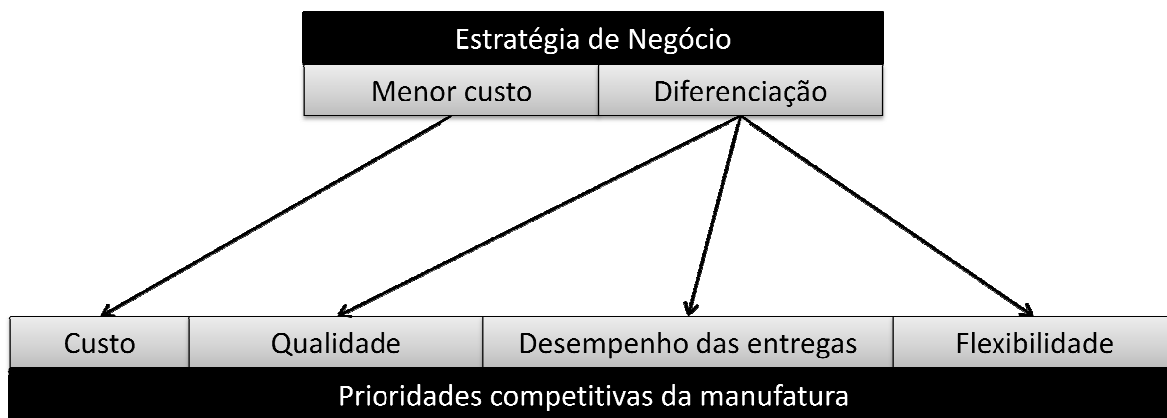 Estratégia de Negócio
Menor custo Diferenciação
Custo Qualidade Desempenho das entregas Flexibilidade
Prioridades competitivas da manufatura